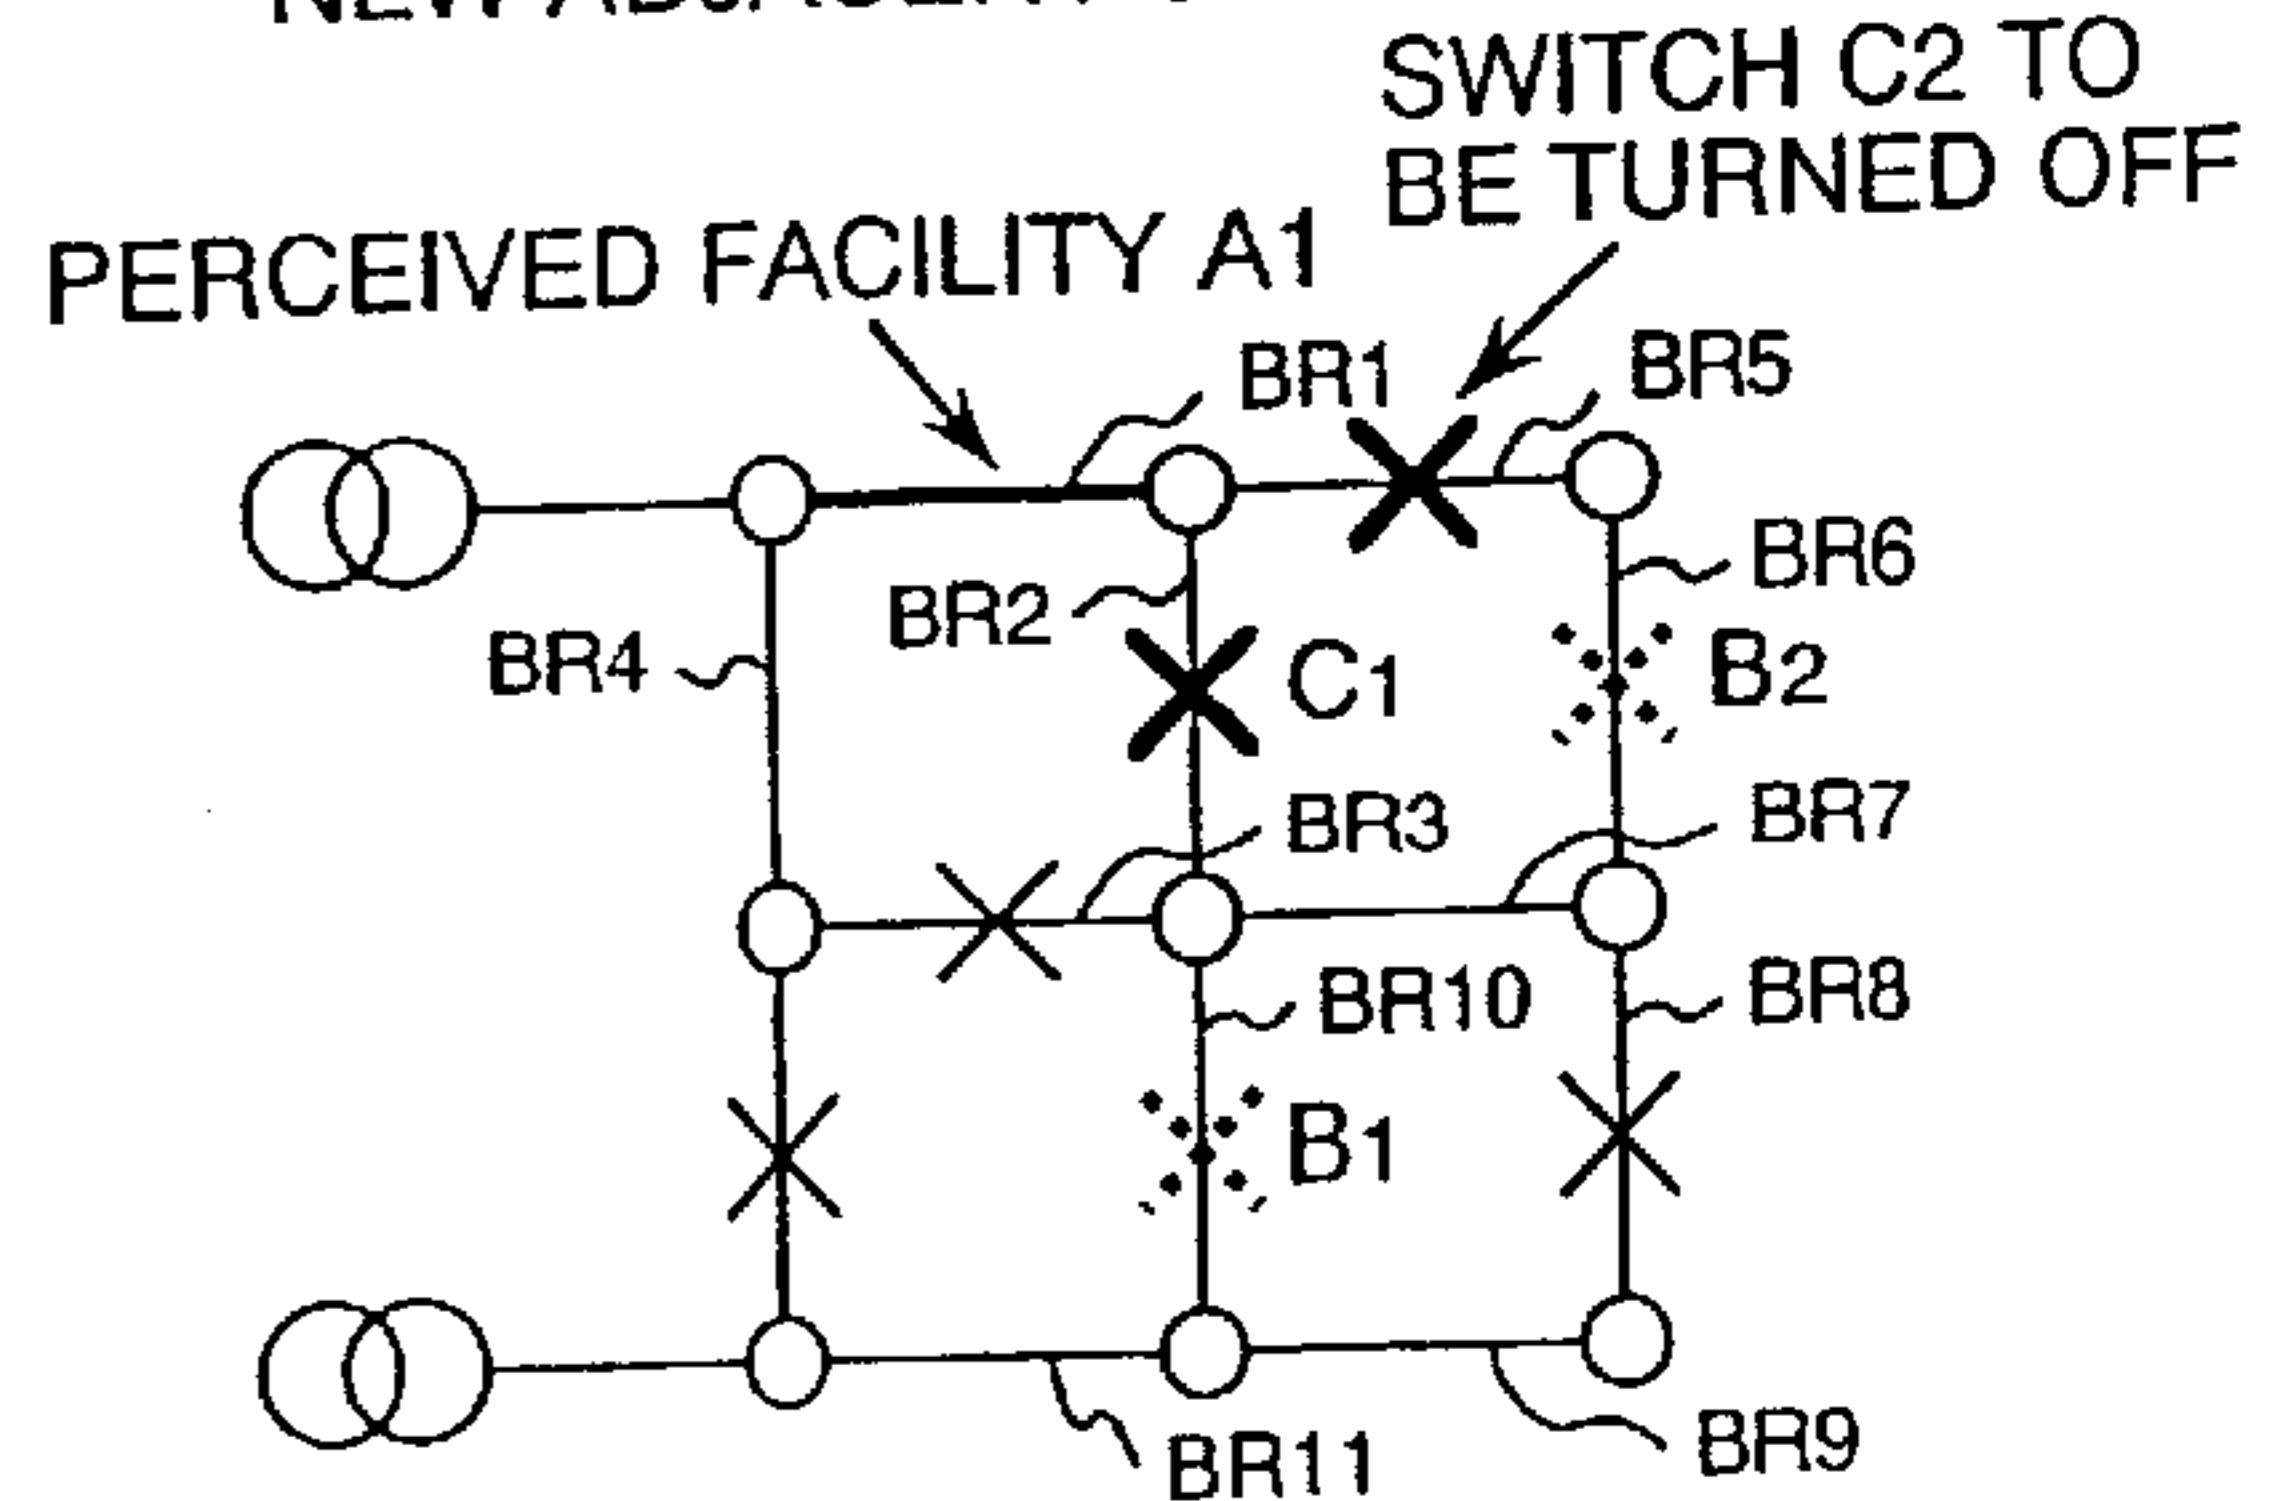 SWITCH C2 TO
BE TURNED OFF
PERCEIVED FACILITY A1
BR1
BR5
BR6
BR2
BR4
C1
B2
BR3
BR7
BR10
BR8
B1
BR11
BR9